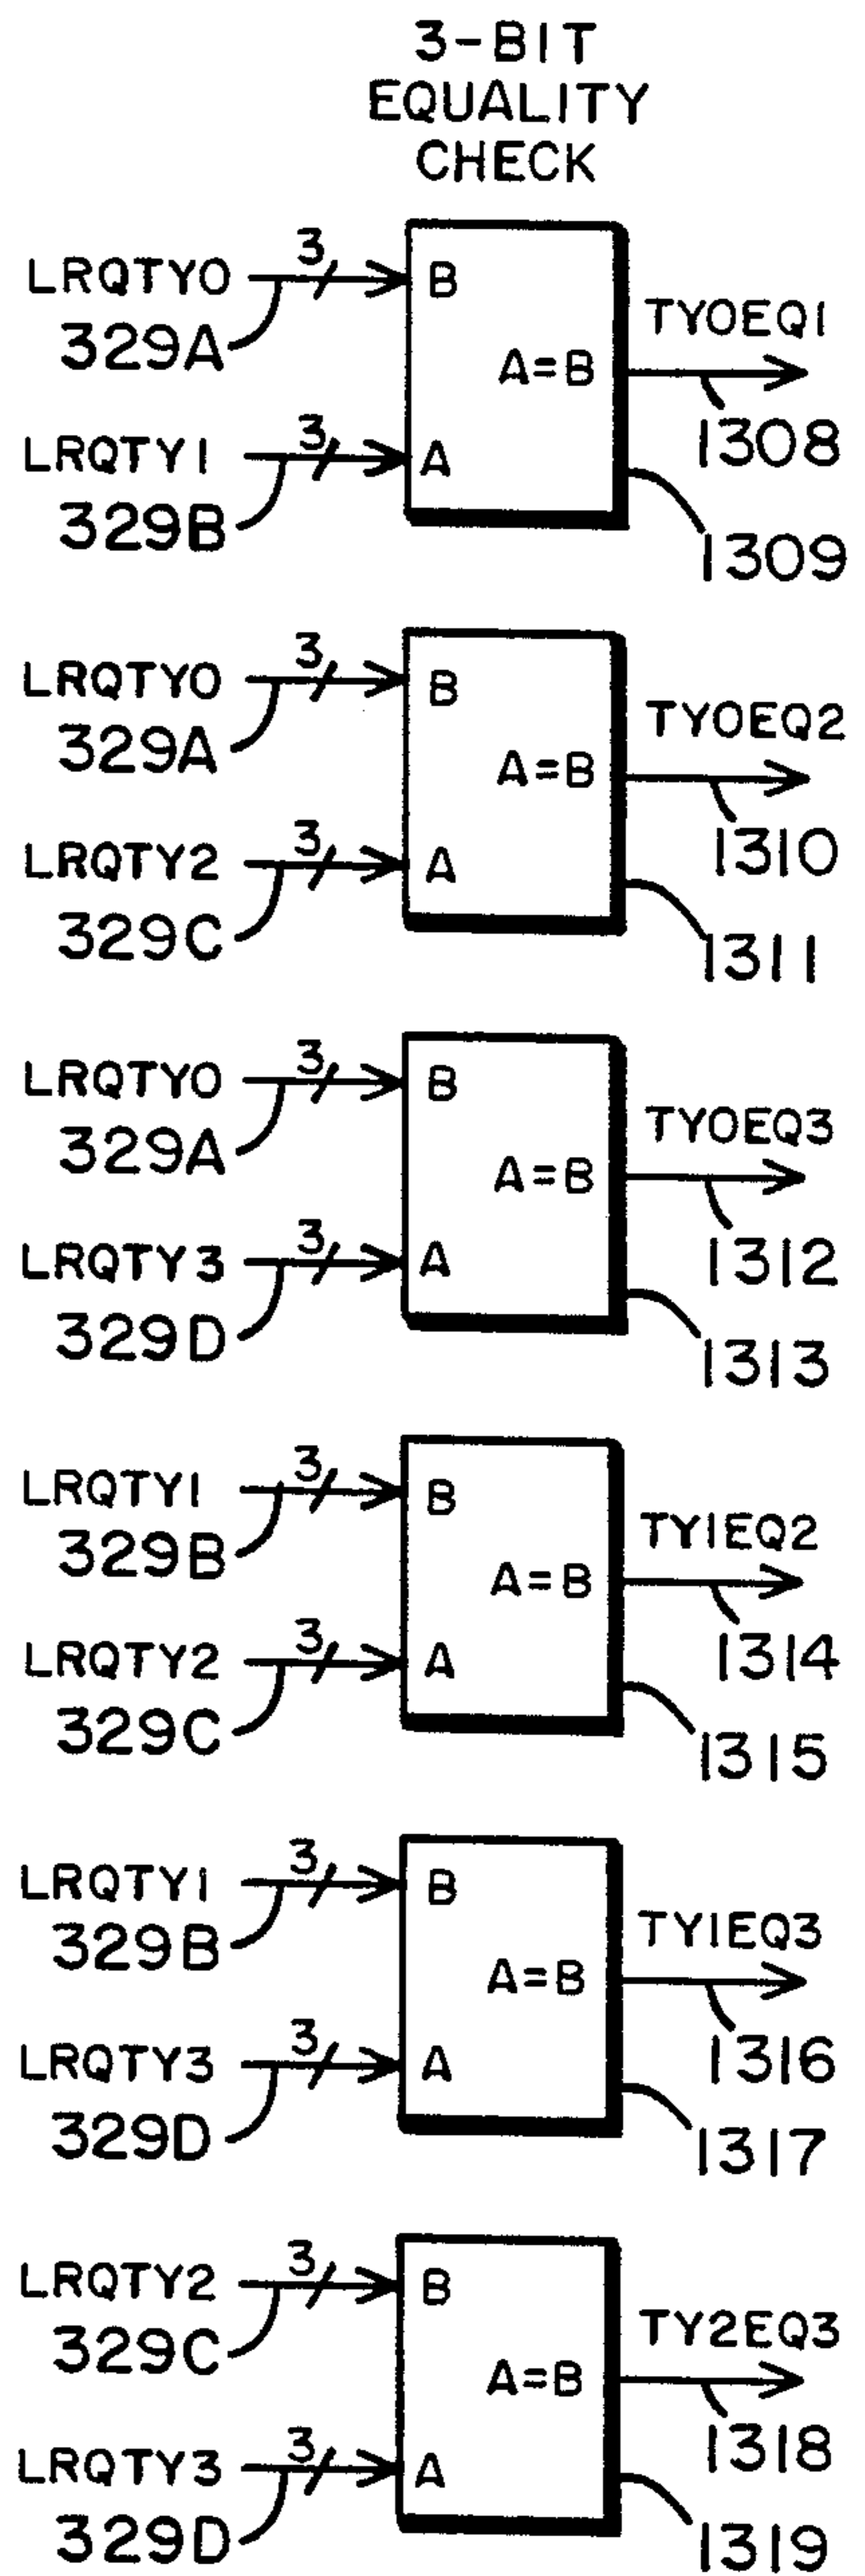 3-BIT
EQUALITY
CHECK
LRQTY0 3 B
329A
TY0EQ1
A=B
1308
LRQTY1 3 A
329B
1309
LRQTY0 3 B
329A
TY0EQ2
A=B
1310
LRQTY2 3 A
329C
1311
LRQTY0 3 B
329A
TY0EQ3
A=B
1312
LRQTY3 3 A
329D
1313
LRQTY1 3 B
329B
TY1EQ2
A=B
1314
LRQTY2 3 A
329C
1315
LRQTY1 3 B
329B
TY1EQ3
A=B
1316
LRQTY3 3 A
329D
1317
LRQTY2 3 B
329C
TY2EQ3
A=B
1318
LRQTY3 3 A
329D
1319